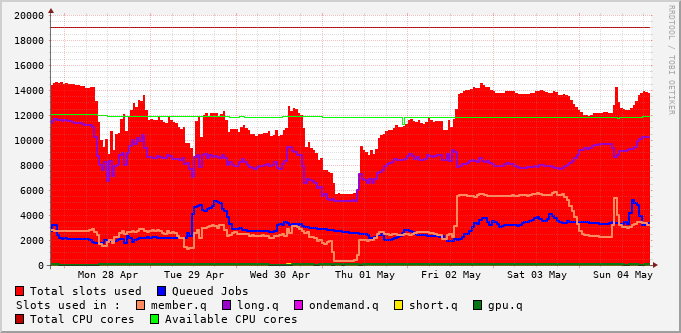 20000
18000
16000
14000
12000
10000
8000
6000
4000
2000
0
Mon 28 Apr Tue 29 Apr Wed 30 Apr Thu 01 May Fri 02 May Sat 03 May Sun 04 May
RRDTOOL / TOBI OETIKER
Total slots used Queued Jobs
Slots used in : member.q long.q ondemand.q short.q gpu.q
Total CPU cores Available CPU cores